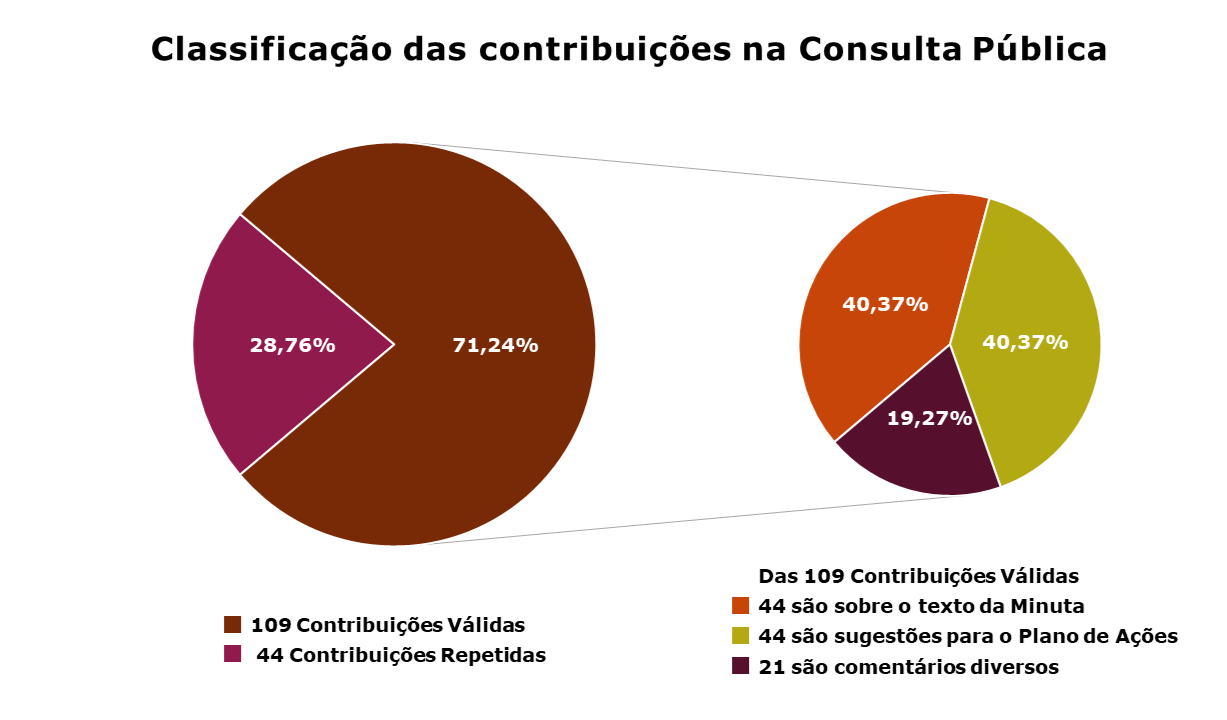 Classificação das contribuições na Consulta Pública
28,76%
71,24%
40,37%
40,37%
19,27%
109 Contribuições Válidas
44 Contribuições Repetidas
Das 109 Contribuições Válidas
44 são sobre o texto da Minuta
44 são sugestões para o Plano de Ações
21 são comentários diversos